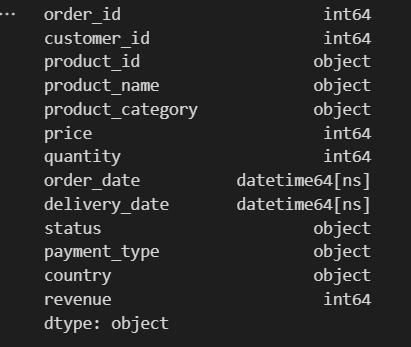 ... order_id int64
customer_id int64
product_id object
product_name object
product_category object
price int64
quantity int64
order_date datetime64[ns]
delivery_date datetime64[ns]
status object
payment_type object
country object
revenue int64
dtype: object